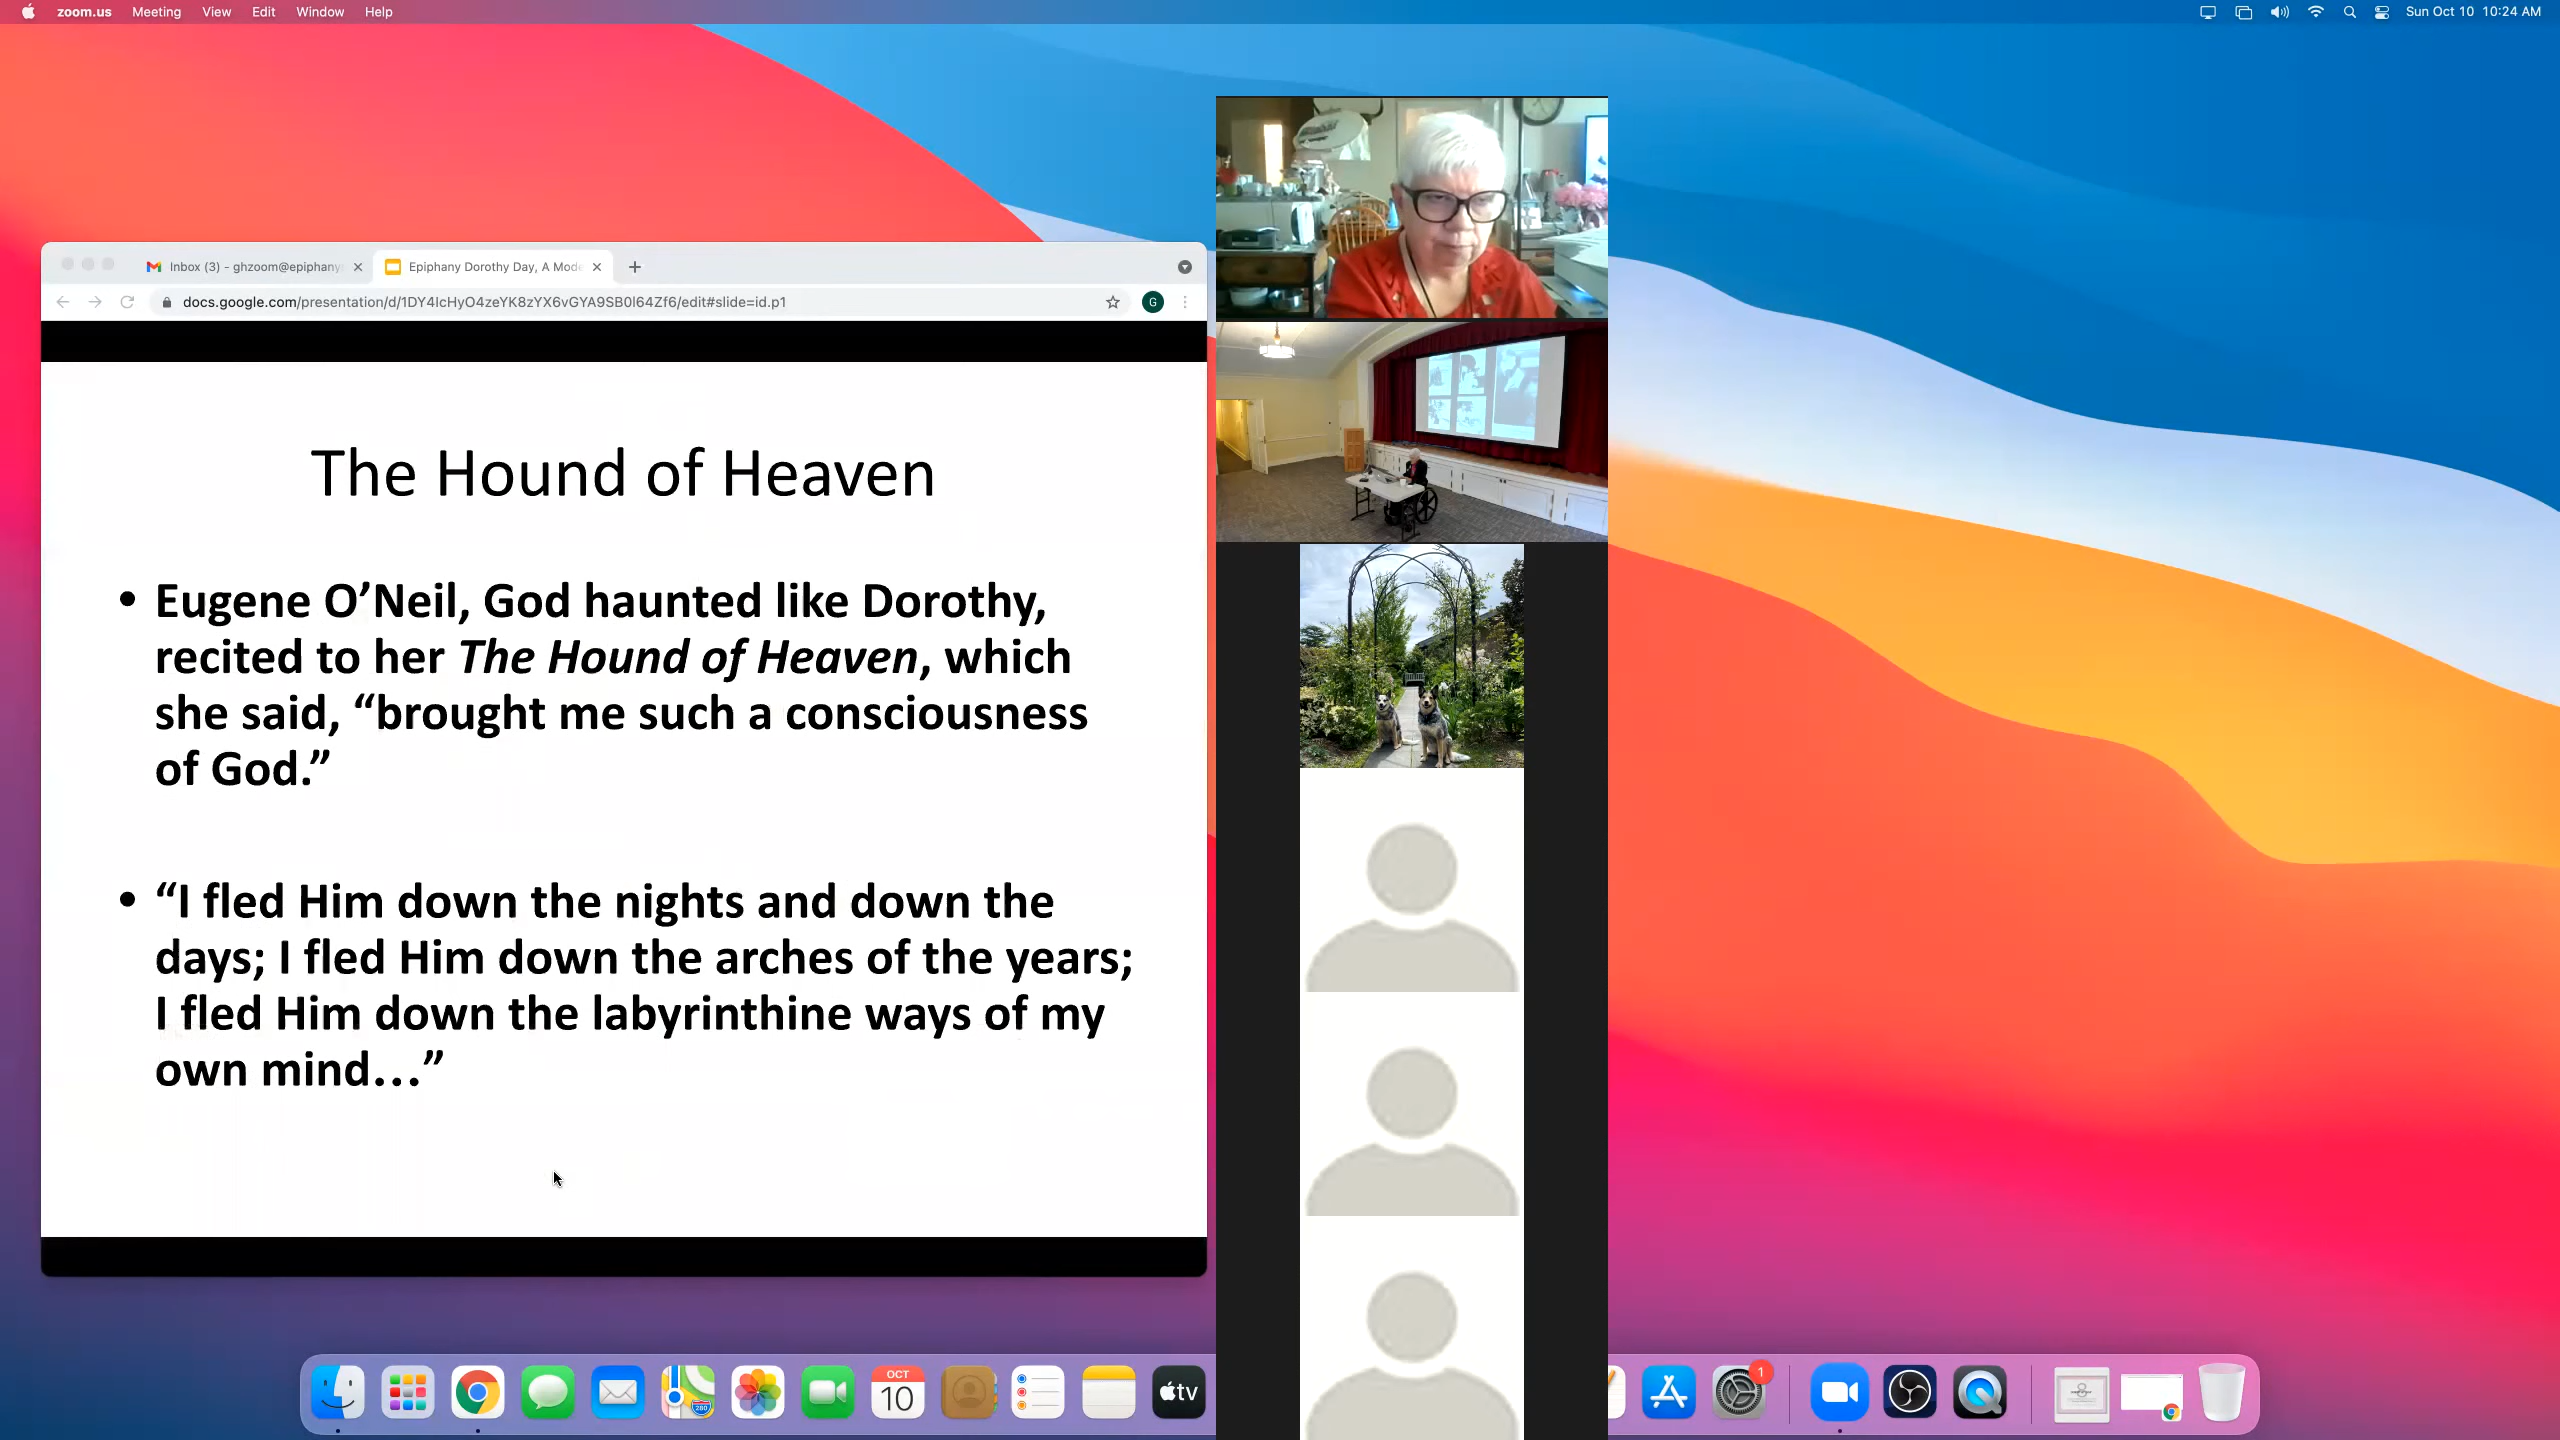 zoom.us Meeting View Edit Window Help
Sun Oct 10 10:24 AM
Inbox (3) - ghzoom@epiphany
Epiphany Dorothy Day, A Mode
docs.google.com/presentation/d/1DY4lcHyO4zeYK8zYX6vGYA9SB0l64Zf6/edit#slide=id.p1
G
The Hound of Heaven
• Eugene O’Neil, God haunted like Dorothy,
recited to her The Hound of Heaven, which
she said, “brought me such a consciousness
of God.”
• “I fled Him down the nights and down the
days; I fled Him down the arches of the years;
I fled Him down the labyrinthine ways of my
own mind…”
OCT
10
tv
1
280